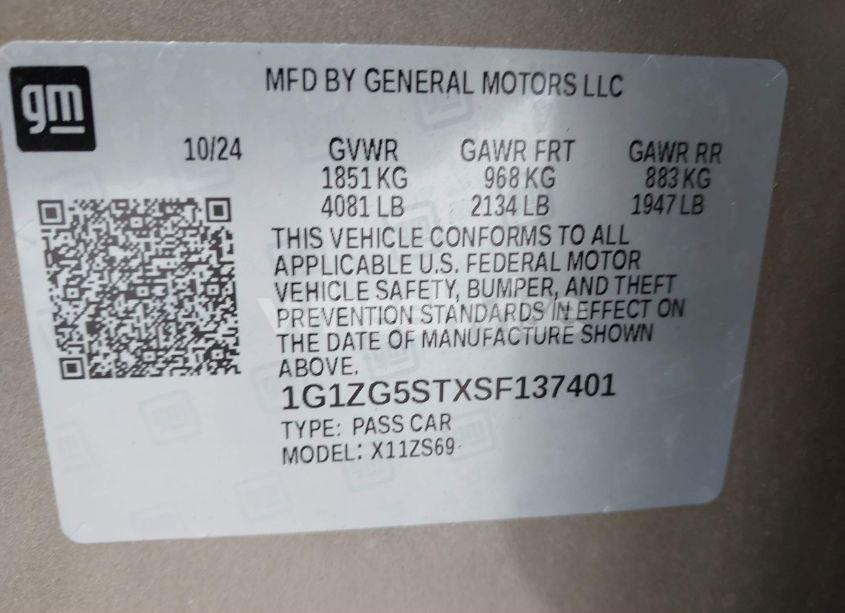 gm
MFD BY GENERAL MOTORS LLC
10/24 GVWR GAWR FRT GAWR RR
1851 KG 968 KG 883 KG
4081 LB 2134 LB 1947 LB
THIS VEHICLE CONFORMS TO ALL
APPLICABLE U.S. FEDERAL MOTOR
VEHICLE SAFETY, BUMPER, AND THEFT
PREVENTION STANDARDS IN EFFECT ON
THE DATE OF MANUFACTURE SHOWN
ABOVE.
1G1ZG5STXSF137401
TYPE: PASS CAR
MODEL: X11ZS69